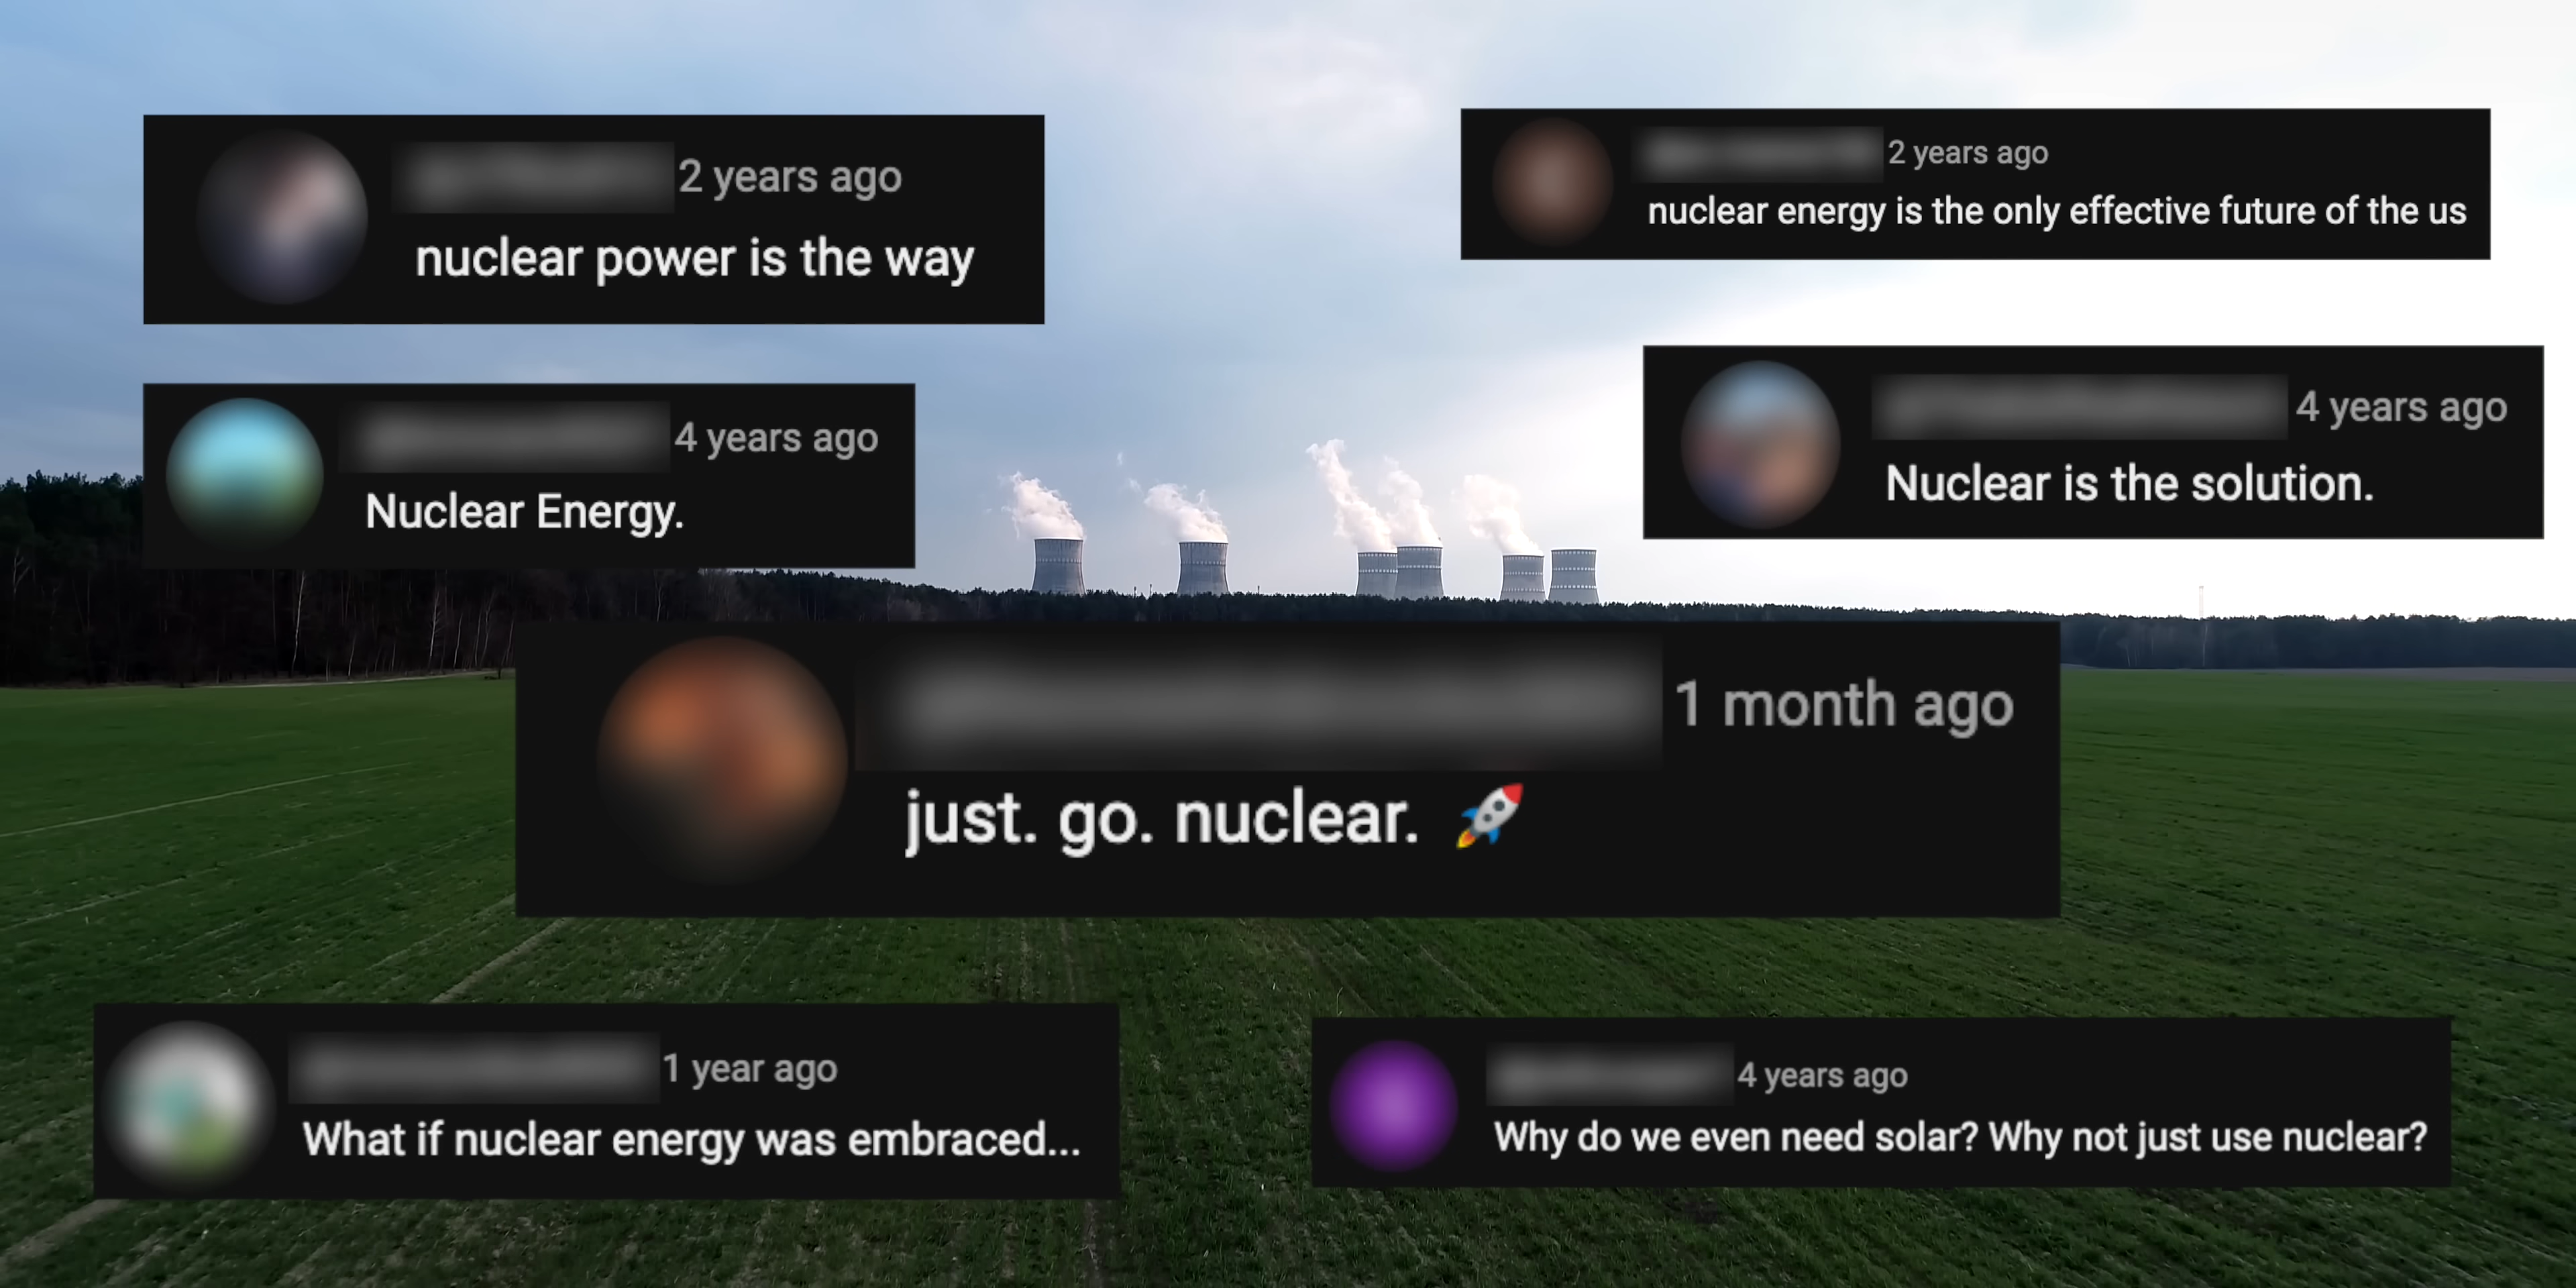 2 years ago
nuclear power is the way
2 years ago
nuclear energy is the only effective future of the us
4 years ago
Nuclear Energy.
4 years ago
Nuclear is the solution.
1 month ago
just. go. nuclear. 🚀
1 year ago
What if nuclear energy was embraced...
4 years ago
Why do we even need solar? Why not just use nuclear?